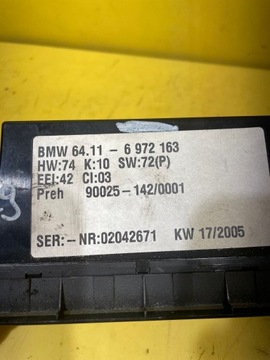 BMW 64.11 - 6 972 163
HW:74 K:10 SW:72(P)
EEI:42 CI:03
Preh 90025-142/0001
SER:-NR:02042671 KW 17/2005